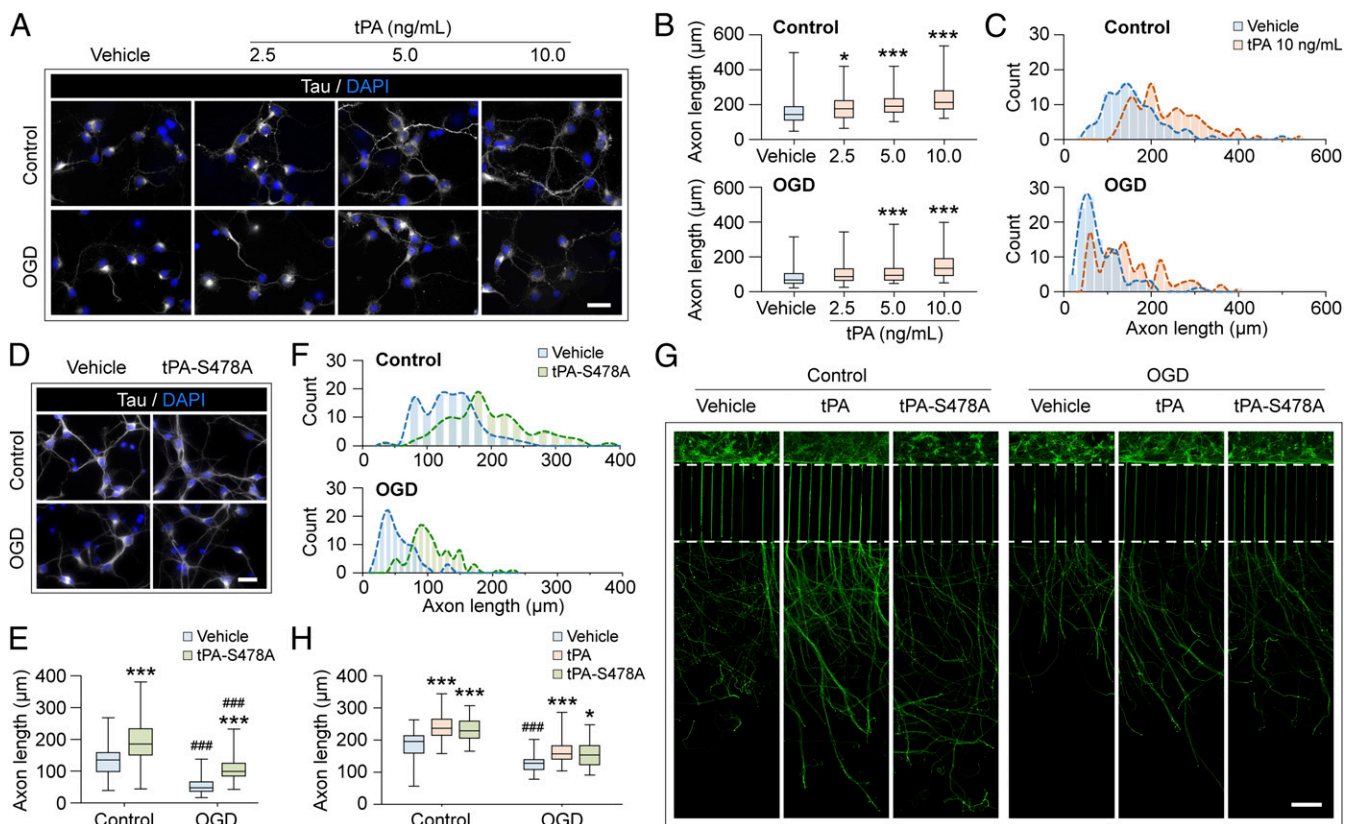 A
tPA (ng/mL)
Vehicle 2.5 5.0 10.0
Tau / DAPI
Control
OGD
B
Control
Axon length (µm)
600
400
200
0
* *** ***
Vehicle 2.5 5.0 10.0
OGD
Axon length (µm)
600
400
200
0
*** ***
Vehicle 2.5 5.0 10.0
tPA (ng/mL)
C
Control
Vehicle
tPA 10 ng/mL
Count
30
20
10
0
0 200 400 600
OGD
Count
30
20
10
0
0 200 400 600
Axon length (µm)
D
Vehicle tPA-S478A
Tau / DAPI
Control
OGD
F
Control
Vehicle
tPA-S478A
Count
30
20
10
0
0 100 200 300 400
OGD
Count
30
20
10
0
0 100 200 300 400
Axon length (µm)
G
Control OGD
Vehicle tPA tPA-S478A Vehicle tPA tPA-S478A
E
Vehicle
tPA-S478A
Axon length (µm)
400
300
200
100
0
***
###
###
***
Control OGD
H
Vehicle
tPA
tPA-S478A
Axon length (µm)
400
300
200
100
0
*** ***
### *** *
Control OGD